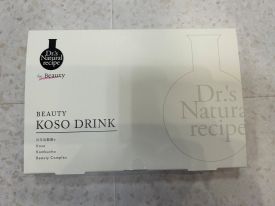 Dr.'s
Natural
recipe
for Beauty
BEAUTY
KOSO DRINK
Koso
Kombucha
Beauty Complex
Dr.'s
Natural
recipe